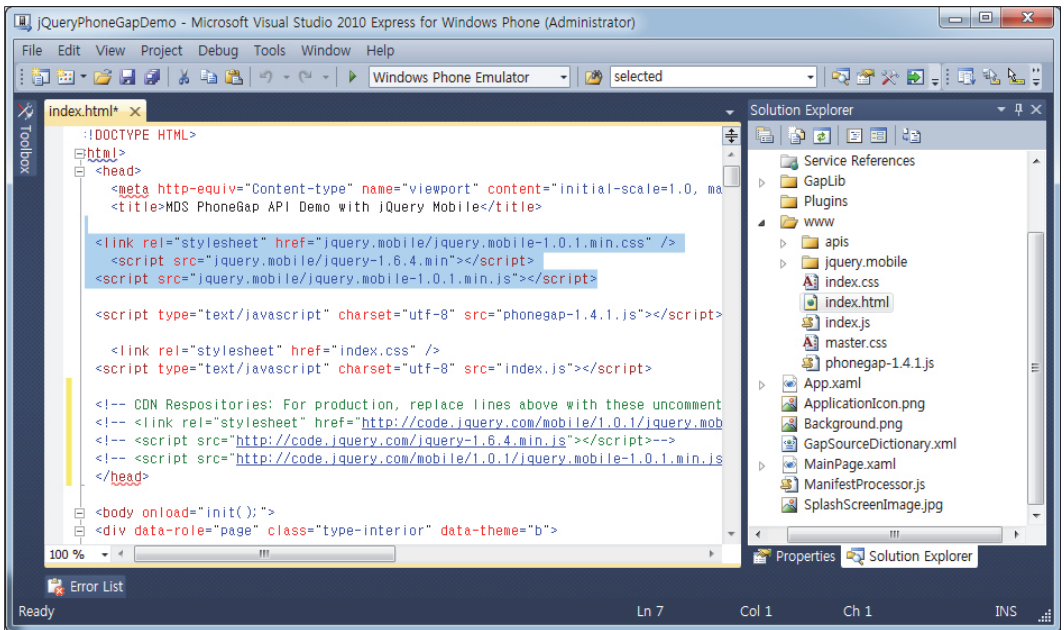 jQueryPhoneGapDemo - Microsoft Visual Studio 2010 Express for Windows Phone (Administrator)
File Edit View Project Debug Tools Window Help
Windows Phone Emulator selected
Toolbox
index.html*
:!DOCTYPE HTML>
html>
<head>
<meta http-equiv="Content-type" name="viewport" content="initial-scale=1.0, ma
<title>MDS PhoneGap API Demo with jQuery Mobile</title>
<link rel="stylesheet" href="jquery.mobile/jquery.mobile-1.0.1.min.css" />
<script src="jquery.mobile/jquery-1.6.4.min"></script>
<script src="jquery.mobile/jquery.mobile-1.0.1.min.js"></script>
<script type="text/javascript" charset="utf-8" src="phonegap-1.4.1.js"></script>
<link rel="stylesheet" href="index.css" />
<script type="text/javascript" charset="utf-8" src="index.js"></script>
<!-- CDN Respositories: For production, replace lines above with these uncomment
<!-- <link rel="stylesheet" href="http://code.jquery.com/mobile/1.0.1/jquery.mob
<!-- <script src="http://code.jquery.com/jquery-1.6.4.min.js"></script>-->
<!-- <script src="http://code.jquery.com/mobile/1.0.1/jquery.mobile-1.0.1.min.js
</head>
<body onload="init();">
<div data-role="page" class="type-interior" data-theme="b">
100 %
Solution Explorer
Service References
GapLib
Plugins
www
apis
jquery.mobile
index.css
index.html
index.js
master.css
phonegap-1.4.1.js
App.xaml
ApplicationIcon.png
Background.png
GapSourceDictionary.xml
MainPage.xaml
ManifestProcessor.js
SplashScreenImage.jpg
Properties Solution Explorer
Error List
Ready Ln 7 Col 1 Ch 1 INS